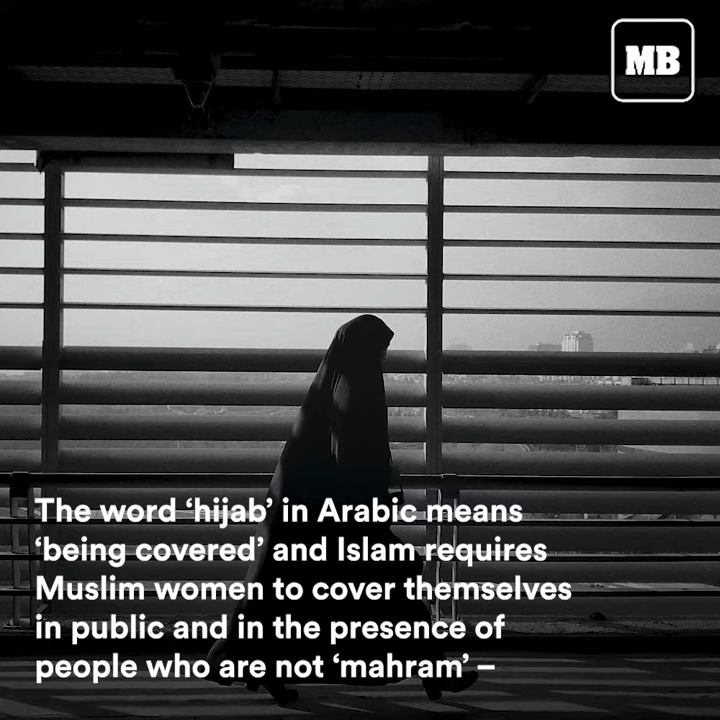 MB
The word ‘hijab’ in Arabic means
‘being covered’ and Islam requires
Muslim women to cover themselves
in public and in the presence of
people who are not ‘mahram’ –